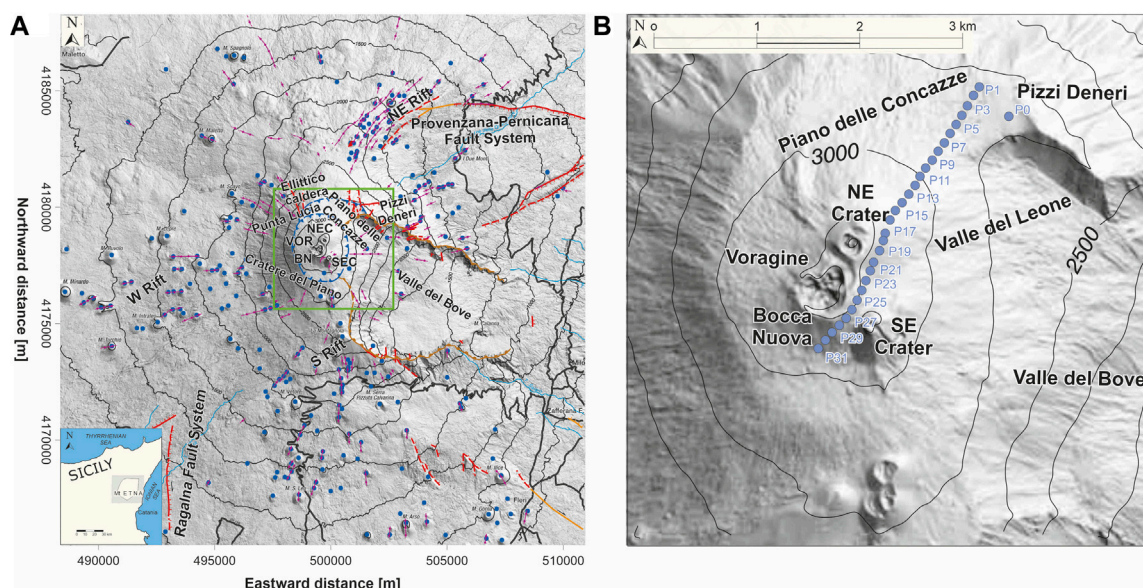 A
N
Maletto
4185000
4180000
4175000
4170000
Northward distance [m]
NE Rift
Provenzana-Pernicana
Fault System
Ellittico
caldera
Punta Lucia
Piano delle
Concazze
Pizzi
Deneri
NEC
VOR
BN
SEC
Cratere del Piano
Valle del Bove
W Rift
S Rift
Ragalna Fault System
N
THYRRHENIAN
SEA
SICILY
Mt ETNA
IONIAN
SEA
Catania
490000
495000
500000
505000
510000
Eastward distance [m]
B
N
0
1
2
3 km
Piano delle Concazze
Pizzi Deneri
P1
P0
P3
P5
P7
3000
P9
P11
NE
Crater
P13
P15
Valle del Leone
P17
P19
Voragine
P21
P23
2500
P25
Bocca
Nuova
P27
SE
Crater
P29
P31
Valle del Bove